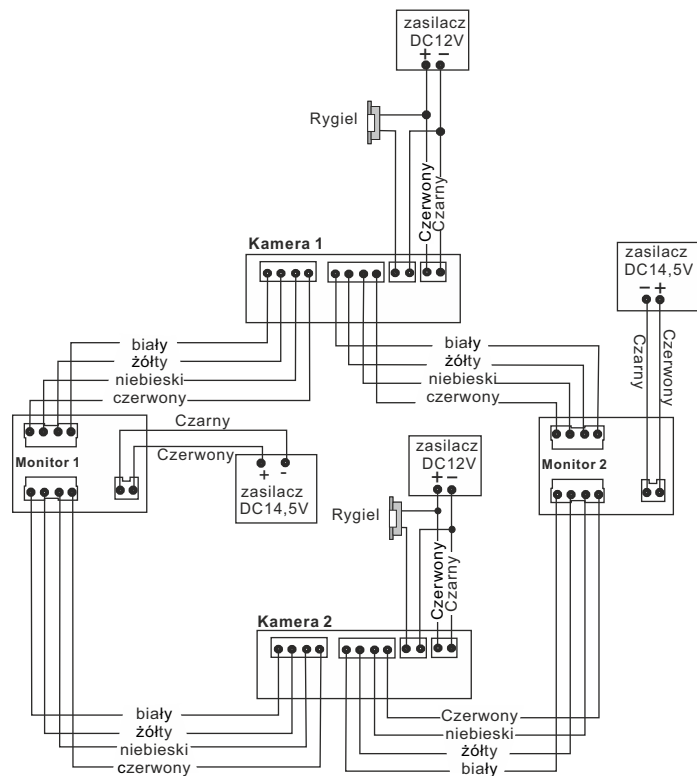 zasilacz
DC12V
+ −
Rygiel
Czerwony
Czarny
Kamera 1
zasilacz
DC14,5V
− +
Czarny
Czerwony
biały
żółty
niebieski
czerwony
biały
żółty
niebieski
czerwony
Monitor 1
Czarny
Czerwony
+ -
zasilacz
DC14,5V
Monitor 2
zasilacz
DC12V
+ −
Rygiel
Czerwony
Czarny
Kamera 2
biały
żółty
niebieski
czerwony
Czerwony
niebieski
żółty
biały